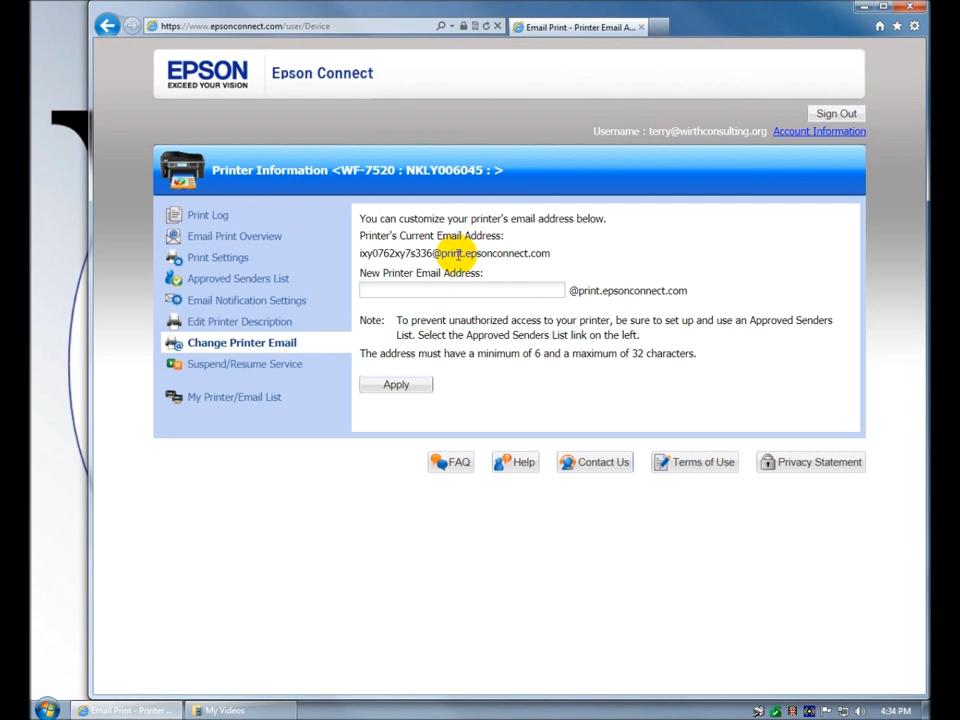 https://www.epsonconnect.com/user/Device
Email Print - Printer Email A...
EPSON
EXCEED YOUR VISION
Epson Connect
Sign Out
Username : terry@wirthconsulting.org Account Information
Printer Information <WF-7520 : NKLY006045 : >
Print Log
Email Print Overview
Print Settings
Approved Senders List
Email Notification Settings
Edit Printer Description
Change Printer Email
Suspend/Resume Service
My Printer/Email List
You can customize your printer's email address below.
Printer's Current Email Address:
ixy0762xy7s336@print.epsonconnect.com
New Printer Email Address:
@print.epsonconnect.com
Note: To prevent unauthorized access to your printer, be sure to set up and use an Approved Senders
List. Select the Approved Senders List link on the left.
The address must have a minimum of 6 and a maximum of 32 characters.
Apply
FAQ
Help
Contact Us
Terms of Use
Privacy Statement
Email Print - Printer ...
My Videos
4:34 PM